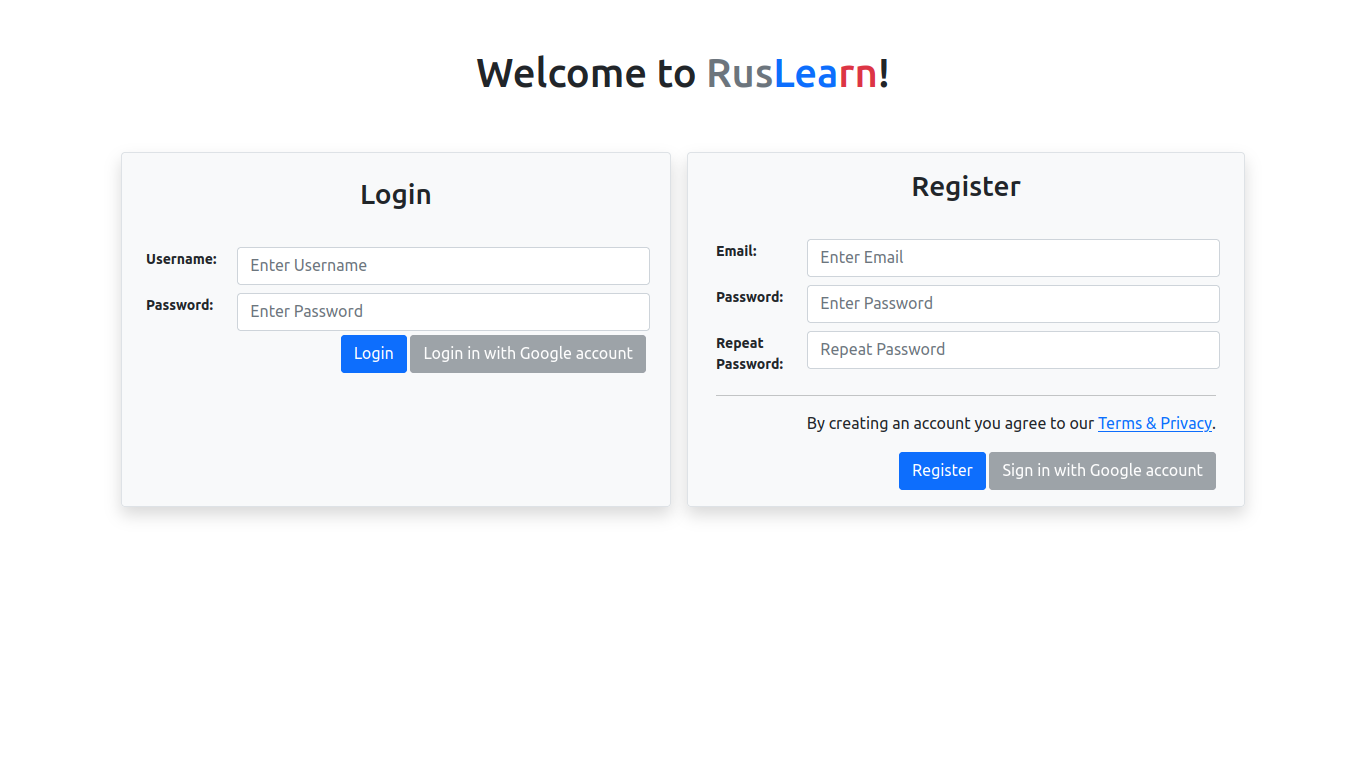 Welcome to RusLearn!
Login
Username:
Enter Username
Password:
Enter Password
Login
Login in with Google account
Register
Email:
Enter Email
Password:
Enter Password
Repeat
Password:
Repeat Password
By creating an account you agree to our Terms & Privacy.
Register
Sign in with Google account